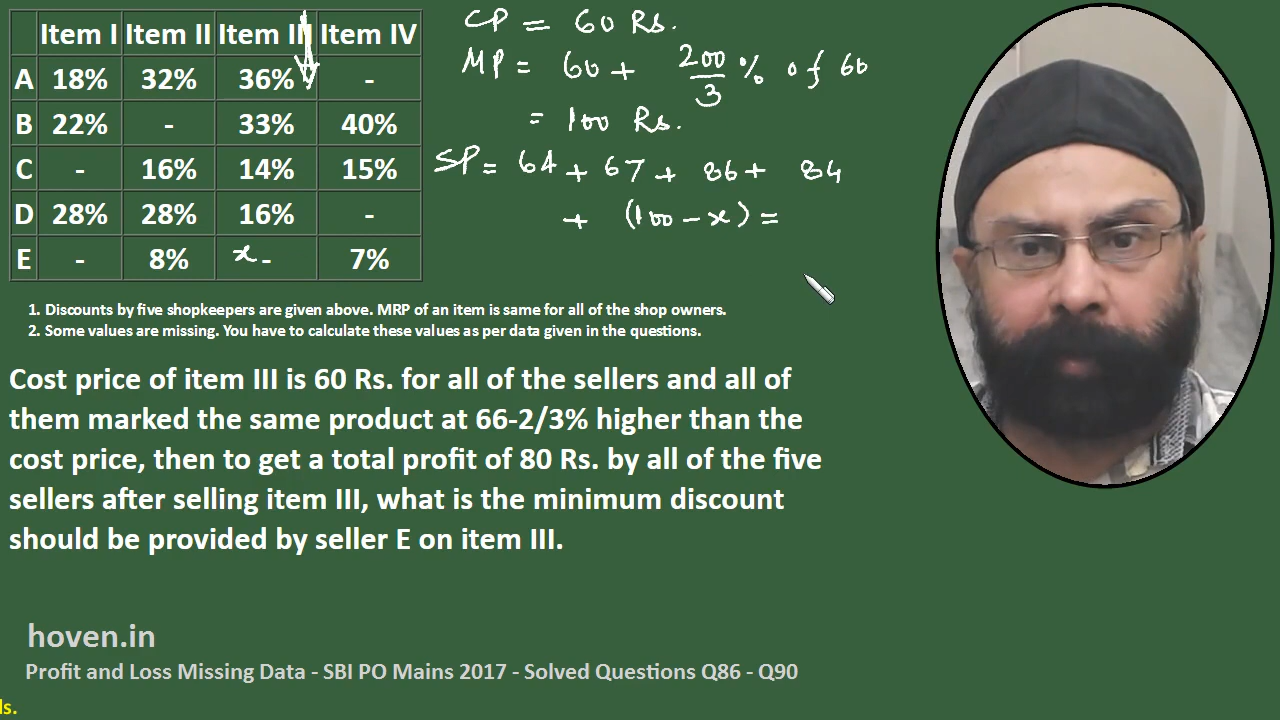 Item I Item II Item III Item IV
A 18% 32% 36% -
B 22% - 33% 40%
C - 16% 14% 15%
D 28% 28% 16% -
E - 8% x - 7%
CP = 60 Rs.
MP = 60 + 200/3 % of 60
= 100 Rs.
SP = 64 + 67 + 86 + 84
+ (100 - x) =
1. Discounts by five shopkeepers are given above. MRP of an item is same for all of the shop owners.
2. Some values are missing. You have to calculate these values as per data given in the questions.
Cost price of item III is 60 Rs. for all of the sellers and all of
them marked the same product at 66-2/3% higher than the
cost price, then to get a total profit of 80 Rs. by all of the five
sellers after selling item III, what is the minimum discount
should be provided by seller E on item III.
hoven.in
Profit and Loss Missing Data - SBI PO Mains 2017 - Solved Questions Q86 - Q90